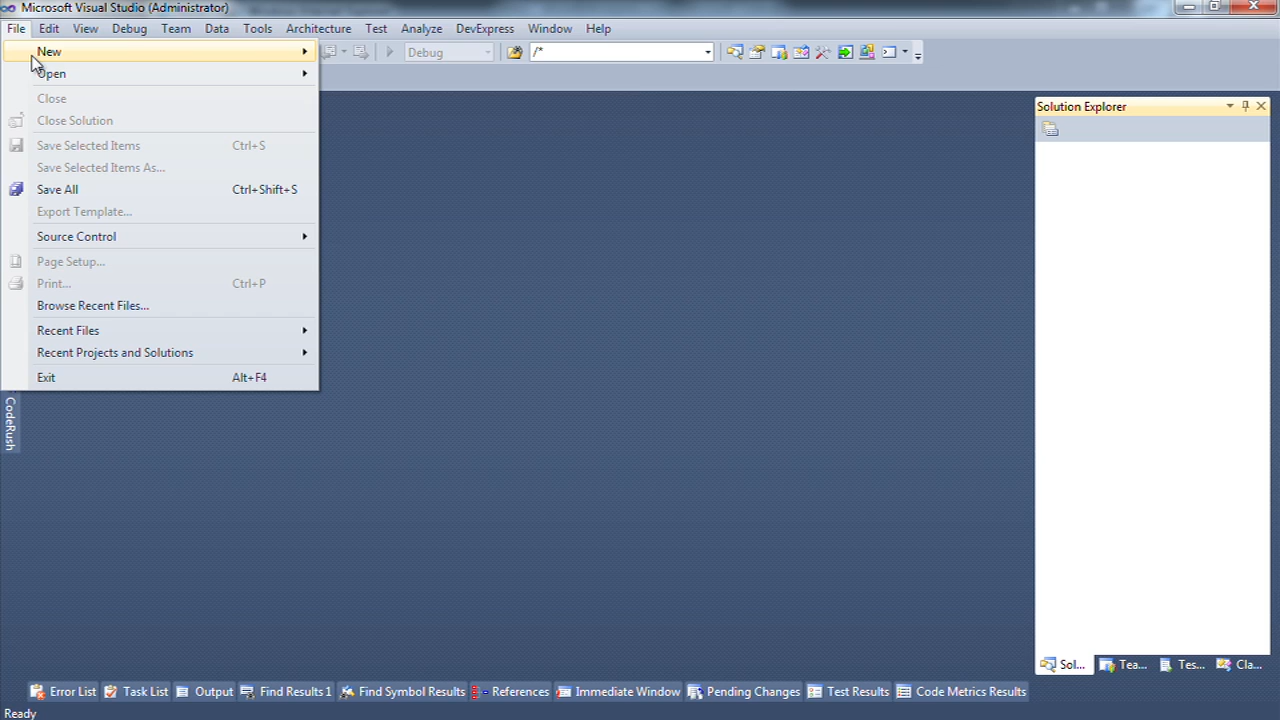 Microsoft Visual Studio (Administrator)
File Edit View Debug Team Data Tools Architecture Test Analyze DevExpress Window Help
Debug /*
New
Open
Close
Close Solution
Save Selected Items Ctrl+S
Save Selected Items As...
Save All Ctrl+Shift+S
Export Template...
Source Control
Page Setup...
Print... Ctrl+P
Browse Recent Files...
Recent Files
Recent Projects and Solutions
Exit Alt+F4
CodeRush
Solution Explorer
Sol... Tea... Tes... Cla...
Error List Task List Output Find Results 1 Find Symbol Results References Immediate Window Pending Changes Test Results Code Metrics Results
Ready